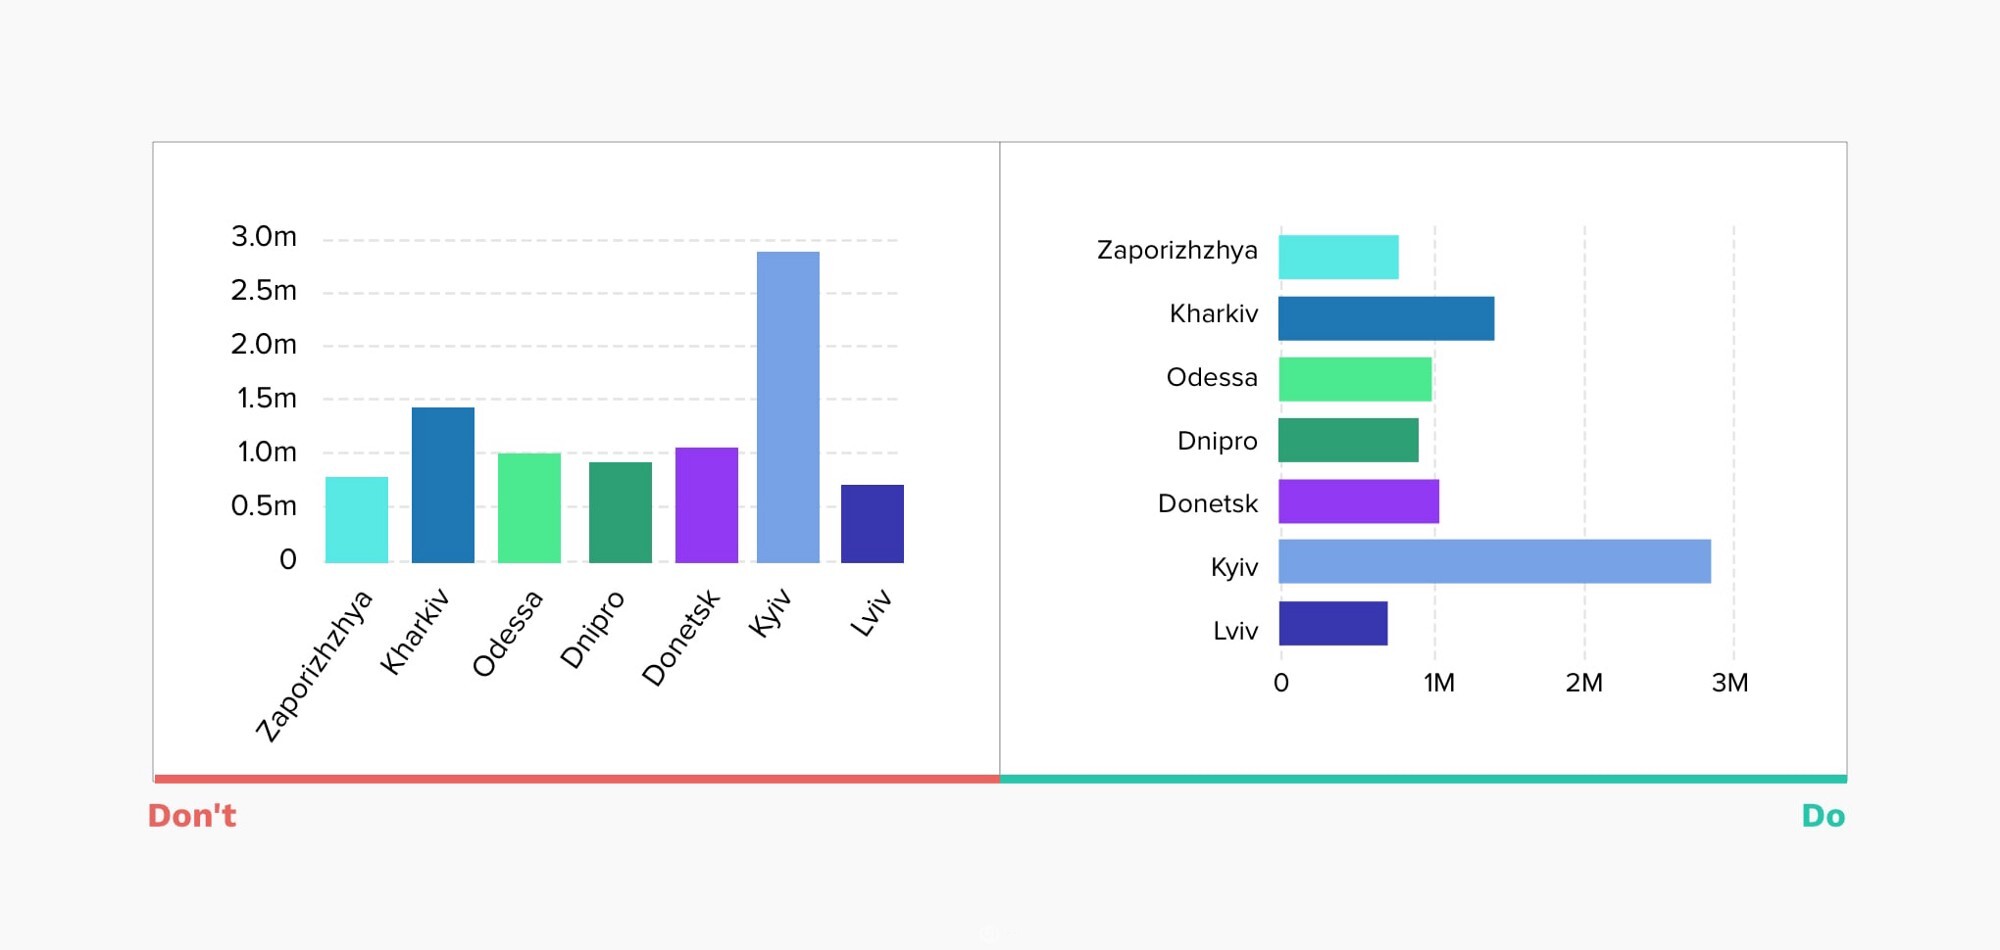 3.0m
2.5m
2.0m
1.5m
1.0m
0.5m
0
Zaporizhzhya
Kharkiv
Odessa
Dnipro
Donetsk
Kyiv
Lviv
Zaporizhzhya
Kharkiv
Odessa
Dnipro
Donetsk
Kyiv
Lviv
0 1M 2M 3M
Don't
Do